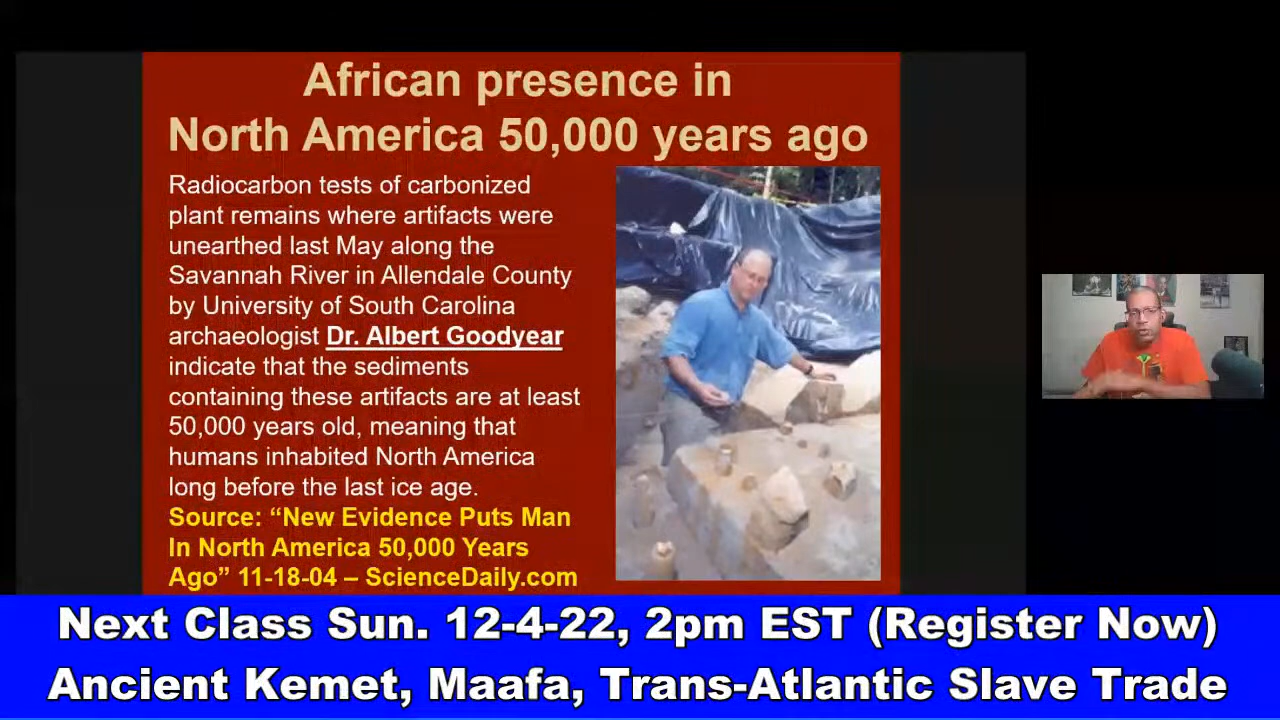 African presence in
North America 50,000 years ago
Radiocarbon tests of carbonized
plant remains where artifacts were
unearthed last May along the
Savannah River in Allendale County
by University of South Carolina
archaeologist Dr. Albert Goodyear
indicate that the sediments
containing these artifacts are at least
50,000 years old, meaning that
humans inhabited North America
long before the last ice age.
Source: “New Evidence Puts Man
In North America 50,000 Years
Ago” 11-18-04 – ScienceDaily.com
Next Class Sun. 12-4-22, 2pm EST (Register Now)
Ancient Kemet, Maafa, Trans-Atlantic Slave Trade